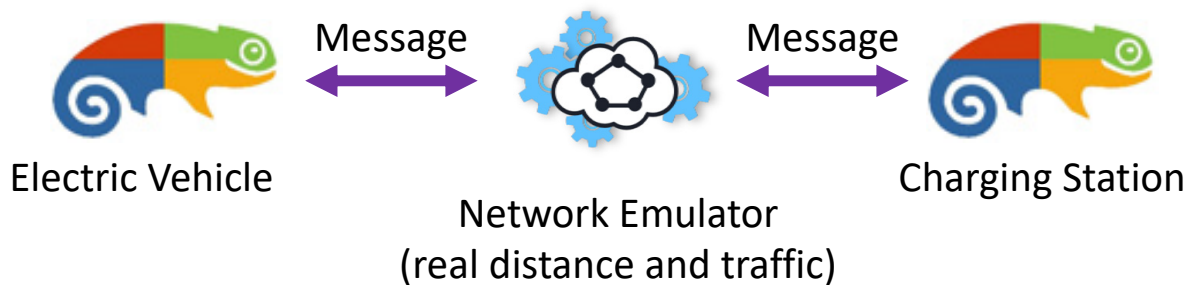 Message
Message
Electric Vehicle
Charging Station
Network Emulator
(real distance and traffic)